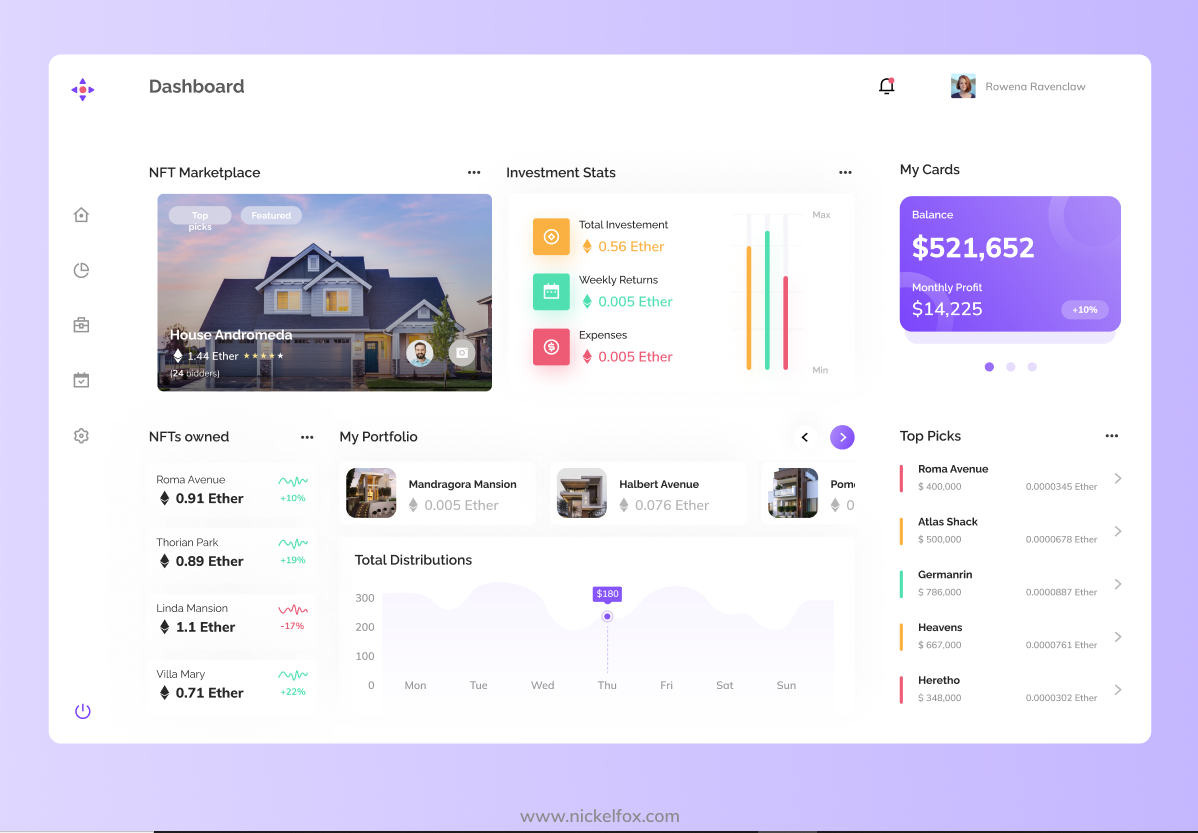 Dashboard
Rowena Ravenclaw
NFT Marketplace
Top
picks
Featured
House Andromeda
1.44 Ether
(24 bidders)
Investment Stats
Total Investement
0.56 Ether
Weekly Returns
0.005 Ether
Expenses
0.005 Ether
Max
Min
My Cards
Balance
$521,652
Monthly Profit
$14,225
+10%
NFTs owned
Roma Avenue
0.91 Ether
+10%
Thorian Park
0.89 Ether
+19%
Linda Mansion
1.1 Ether
-17%
Villa Mary
0.71 Ether
+22%
My Portfolio
Mandragora Mansion
0.005 Ether
Halbert Avenue
0.076 Ether
Pom
0
Total Distributions
$180
300
200
100
0
Mon Tue Wed Thu Fri Sat Sun
Top Picks
Roma Avenue
$ 400,000 0.0000345 Ether
Atlas Shack
$ 500,000 0.0000678 Ether
Germanrin
$ 786,000 0.0000887 Ether
Heavens
$ 667,000 0.0000761 Ether
Heretho
$ 348,000 0.0000302 Ether
www.nickelfox.com